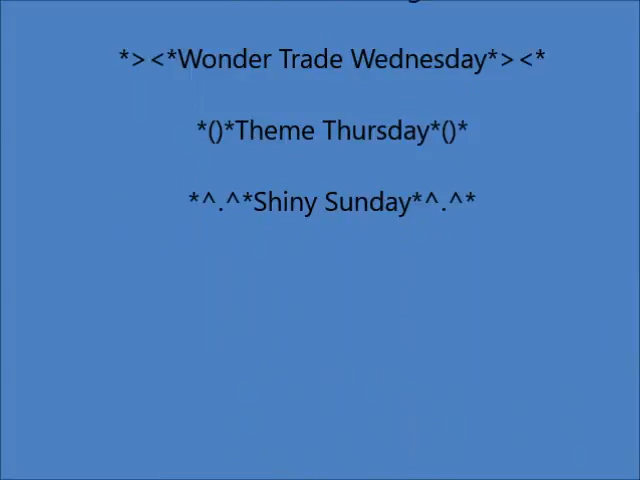 *><*Wonder Trade Wednesday*><*
*()*Theme Thursday*()*
*^.^*Shiny Sunday*^.^*